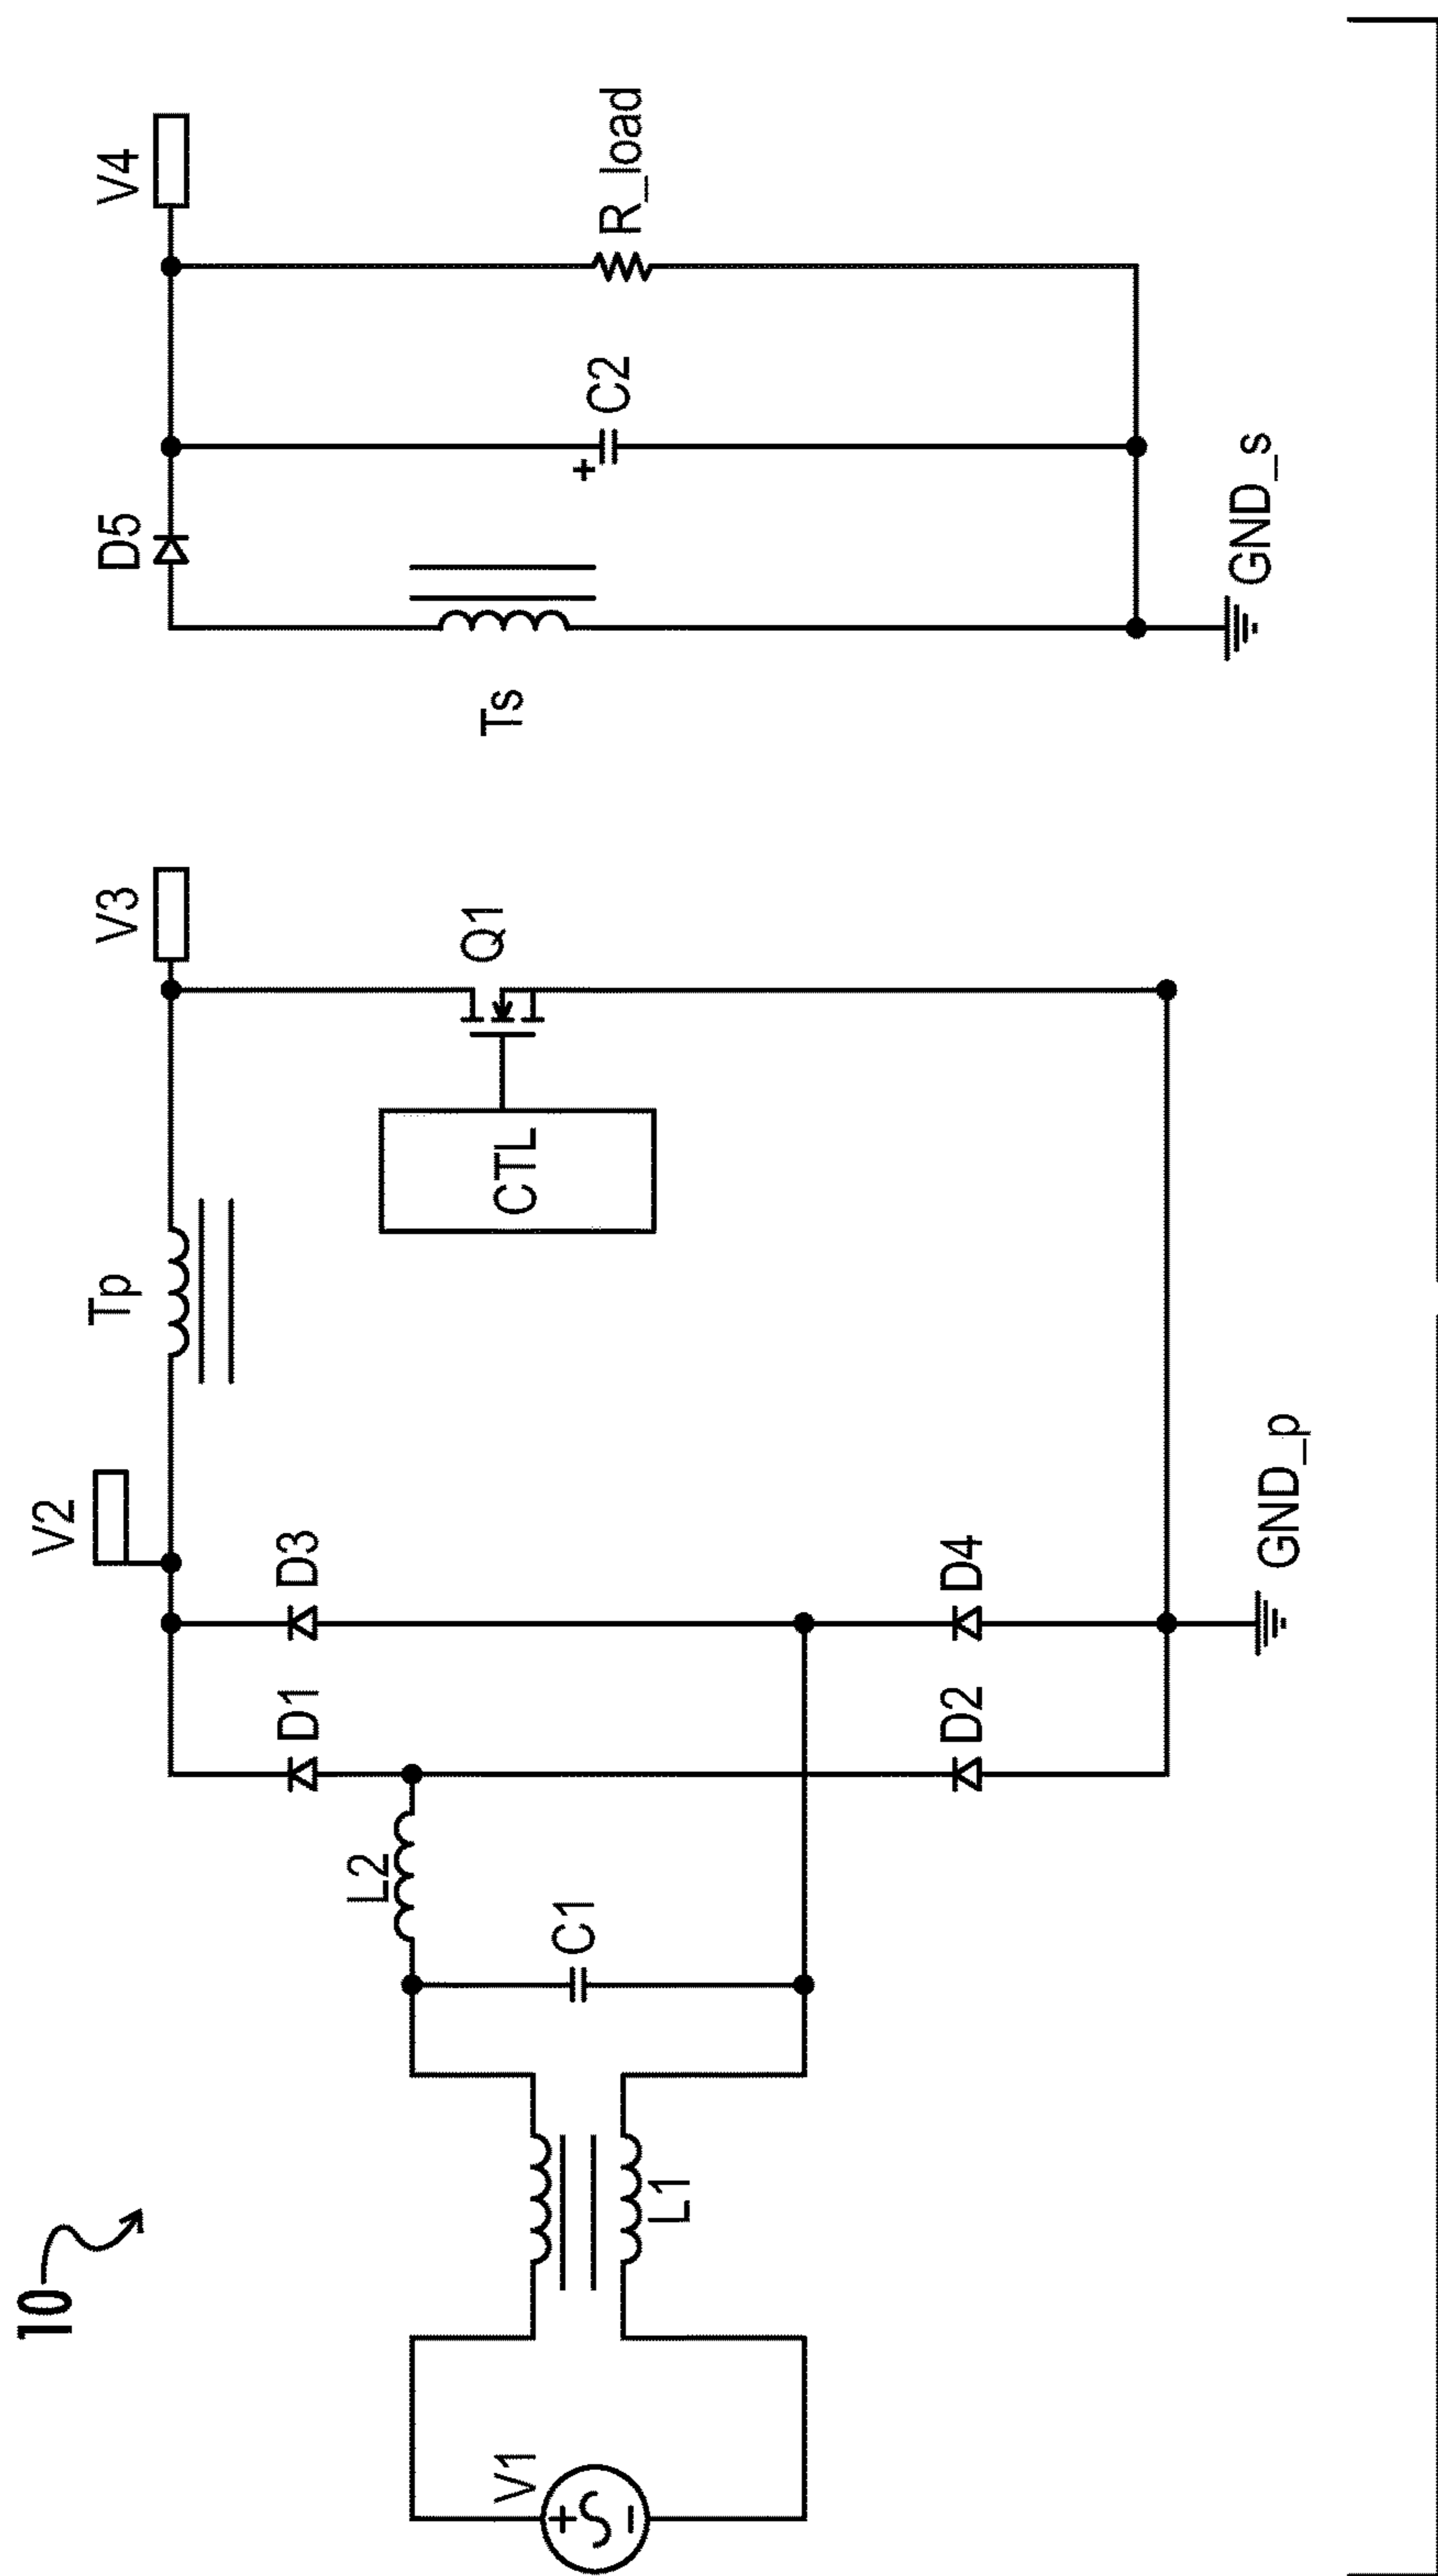 10
V1
+
-
L1
C1
L2
D1
D2
D3
D4
V2
GND_p
Tp
CTL
Q1
V3
Ts
D5
GND_s
+
C2
R_load
V4